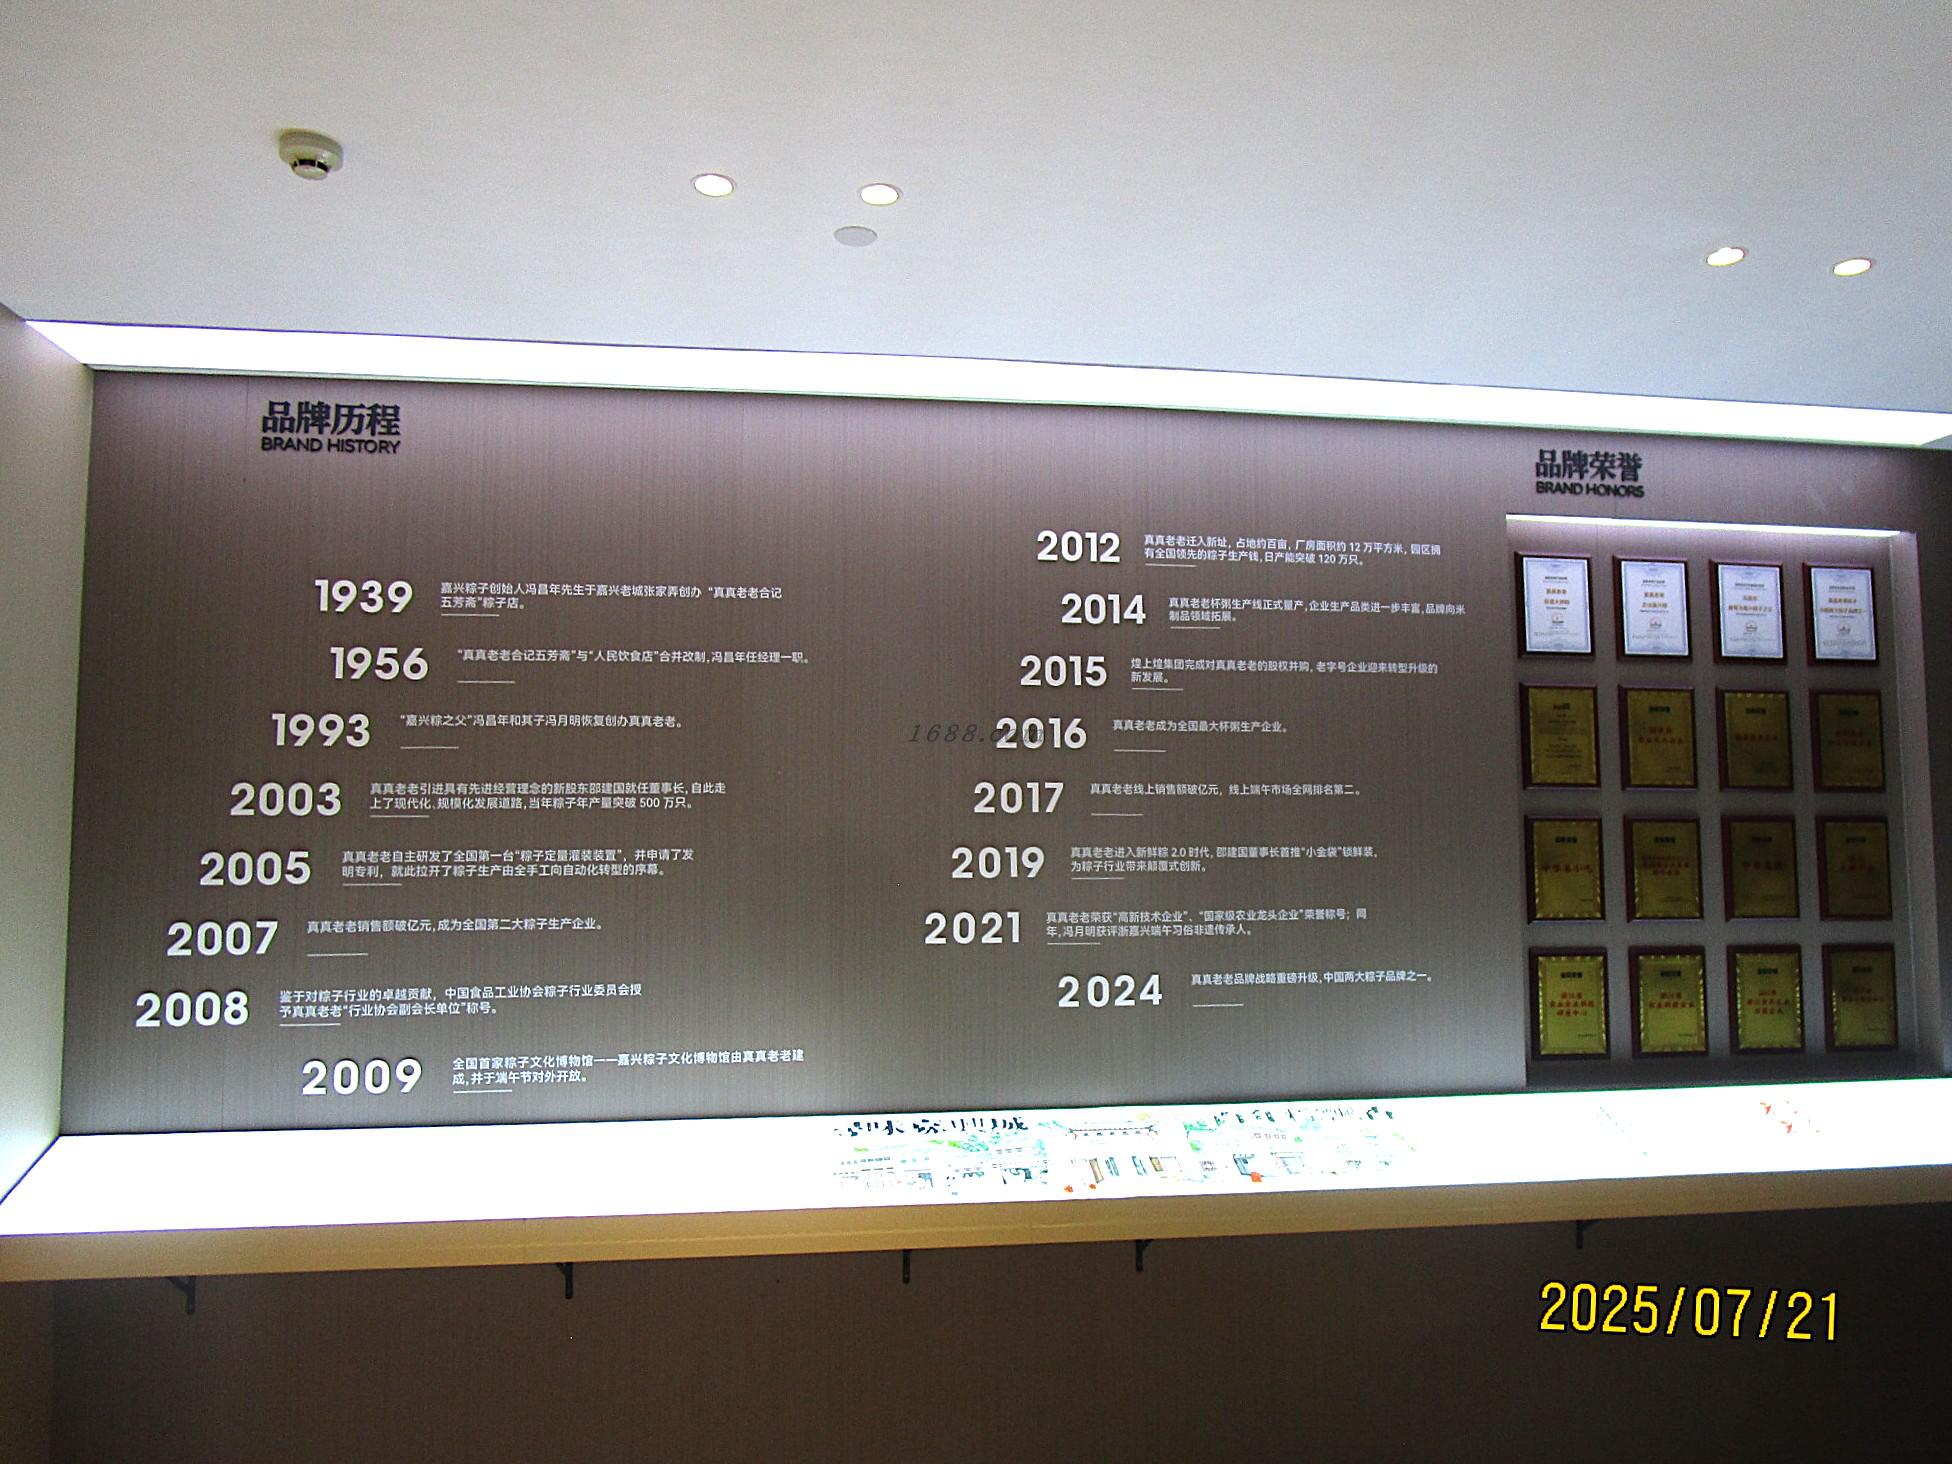 品牌历程
BRAND HISTORY
1939
嘉兴粽子创始人冯昌年先生于嘉兴老城张家弄创办“真真老老合记
五芳斋”粽子店。
1956
“真真老老合记五芳斋”与“人民饮食店”合并改制,冯昌年任经理一职。
1993
“嘉兴粽之父”冯昌年和其子冯月明恢复创办真真老老。
2003
真真老老引进具有先进经营理念的新股东邵建国就任董事长,自此走
上了现代化、规模化发展道路,当年粽子年产量突破 500 万只。
2005
真真老老自主研发了全国第一台“粽子定量灌装装置”，并申请了发
明专利，就此拉开了粽子生产由全手工向自动化转型的序幕。
2007
真真老老销售额破亿元,成为全国第二大粽子生产企业。
2008
鉴于对粽子行业的卓越贡献，中国食品工业协会粽子行业委员会授
予真真老老“行业协会副会长单位”称号。
2009
全国首家粽子文化博物馆——嘉兴粽子文化博物馆由真真老老建
成,并于端午节对外开放。
2012
真真老老迁入新址，占地约百亩，厂房面积约 12 万平方米，园区拥
有全国领先的粽子生产线,日产能突破 120 万只。
2014
真真老老杯粥生产线正式量产,企业生产品类进一步丰富,品牌向米
制品领域拓展。
2015
煌上煌集团完成对真真老老的股权并购，老字号企业迎来转型升级的
新发展。
2016
真真老老成为全国最大杯粥生产企业。
2017
真真老老线上销售额破亿元，线上端午市场全网排名第二。
2019
真真老老进入新鲜粽 2.0 时代，邵建国董事长首推“小金袋”锁鲜装，
为粽子行业带来颠覆式创新。
2021
真真老老荣获“高新技术企业”、“国家级农业龙头企业”荣誉称号；同
年,冯月明获评浙嘉兴端午习俗非遗传承人。
2024
真真老老品牌战略重磅升级,中国两大粽子品牌之一。
品牌荣誉
BRAND HONORS
1688.com
2025/07/21